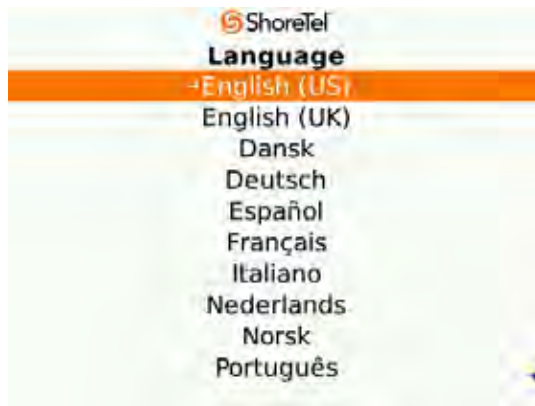 ShoreTel
Language
→English (US)
English (UK)
Dansk
Deutsch
Español
Français
Italiano
Nederlands
Norsk
Português